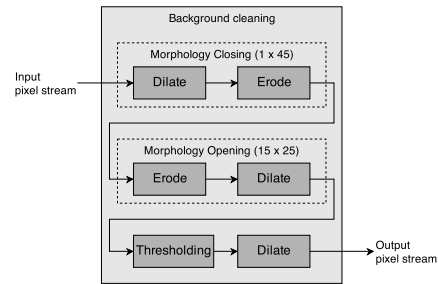 Background cleaning
Morphology Closing (1 x 45)
Input
pixel stream
Dilate
Erode
Morphology Opening (15 x 25)
Erode
Dilate
Thresholding
Dilate
Output
pixel stream